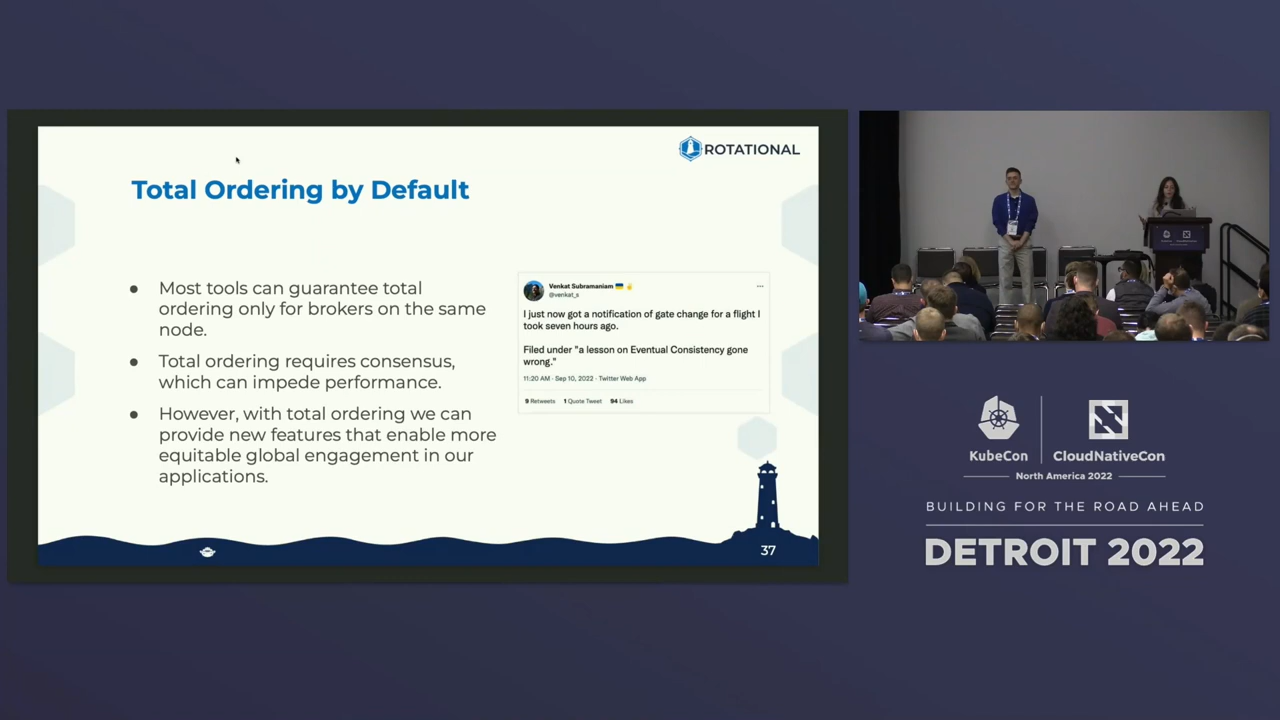 ROTATIONAL
Total Ordering by Default
● Most tools can guarantee total
ordering only for brokers on the same
node.
● Total ordering requires consensus,
which can impede performance.
● However, with total ordering we can
provide new features that enable more
equitable global engagement in our
applications.
Venkat Subramaniam
@venkat_s
I just now got a notification of gate change for a flight I
took seven hours ago.
Filed under "a lesson on Eventual Consistency gone
wrong."
11:20 AM · Sep 10, 2022 · Twitter Web App
9 Retweets 1 Quote Tweet 94 Likes
37
KubeCon CloudNativeCon
North America 2022
BUILDING FOR THE ROAD AHEAD
DETROIT 2022